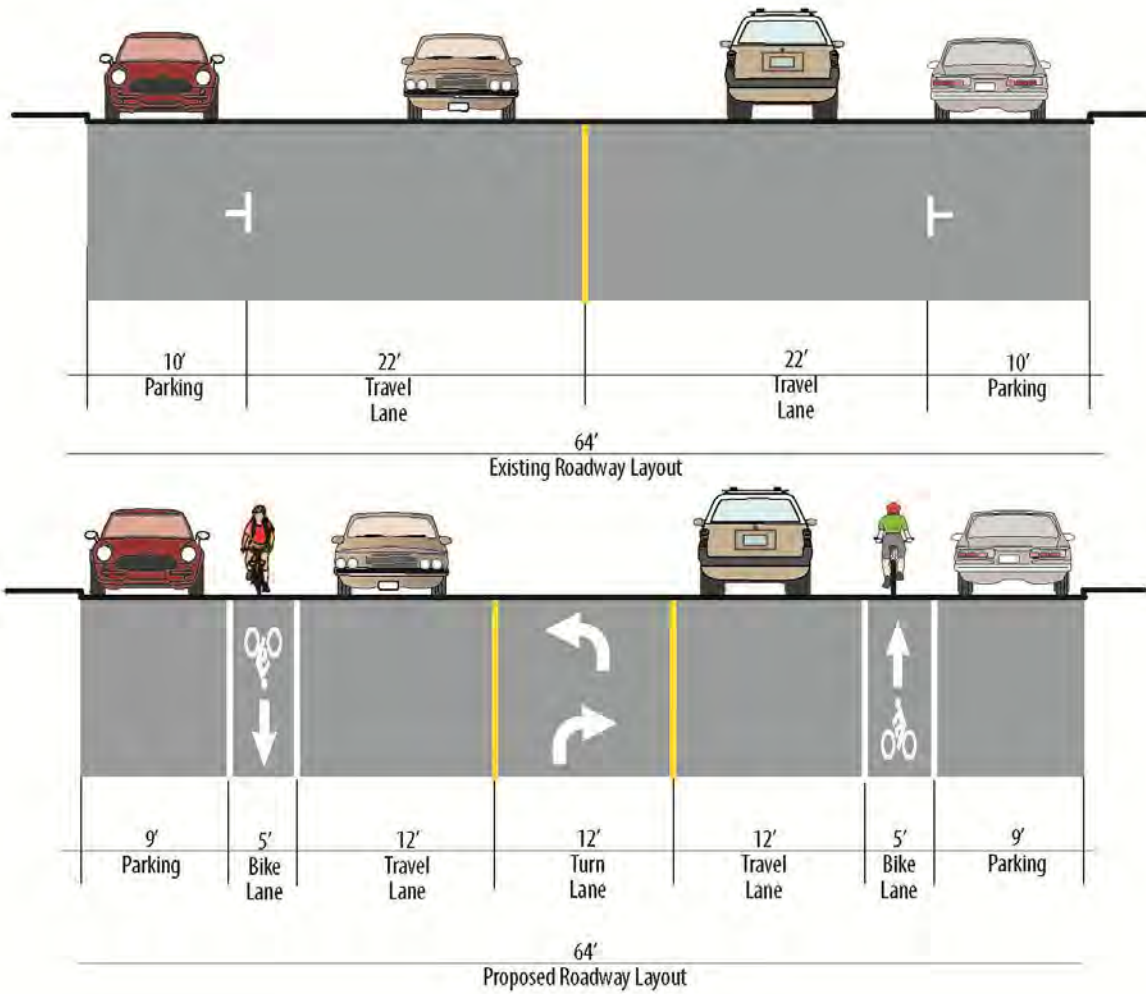 10'
Parking
22'
Travel
Lane
22'
Travel
Lane
10'
Parking
64'
Existing Roadway Layout
9'
Parking
5'
Bike
Lane
12'
Travel
Lane
12'
Turn
Lane
12'
Travel
Lane
5'
Bike
Lane
9'
Parking
64'
Proposed Roadway Layout